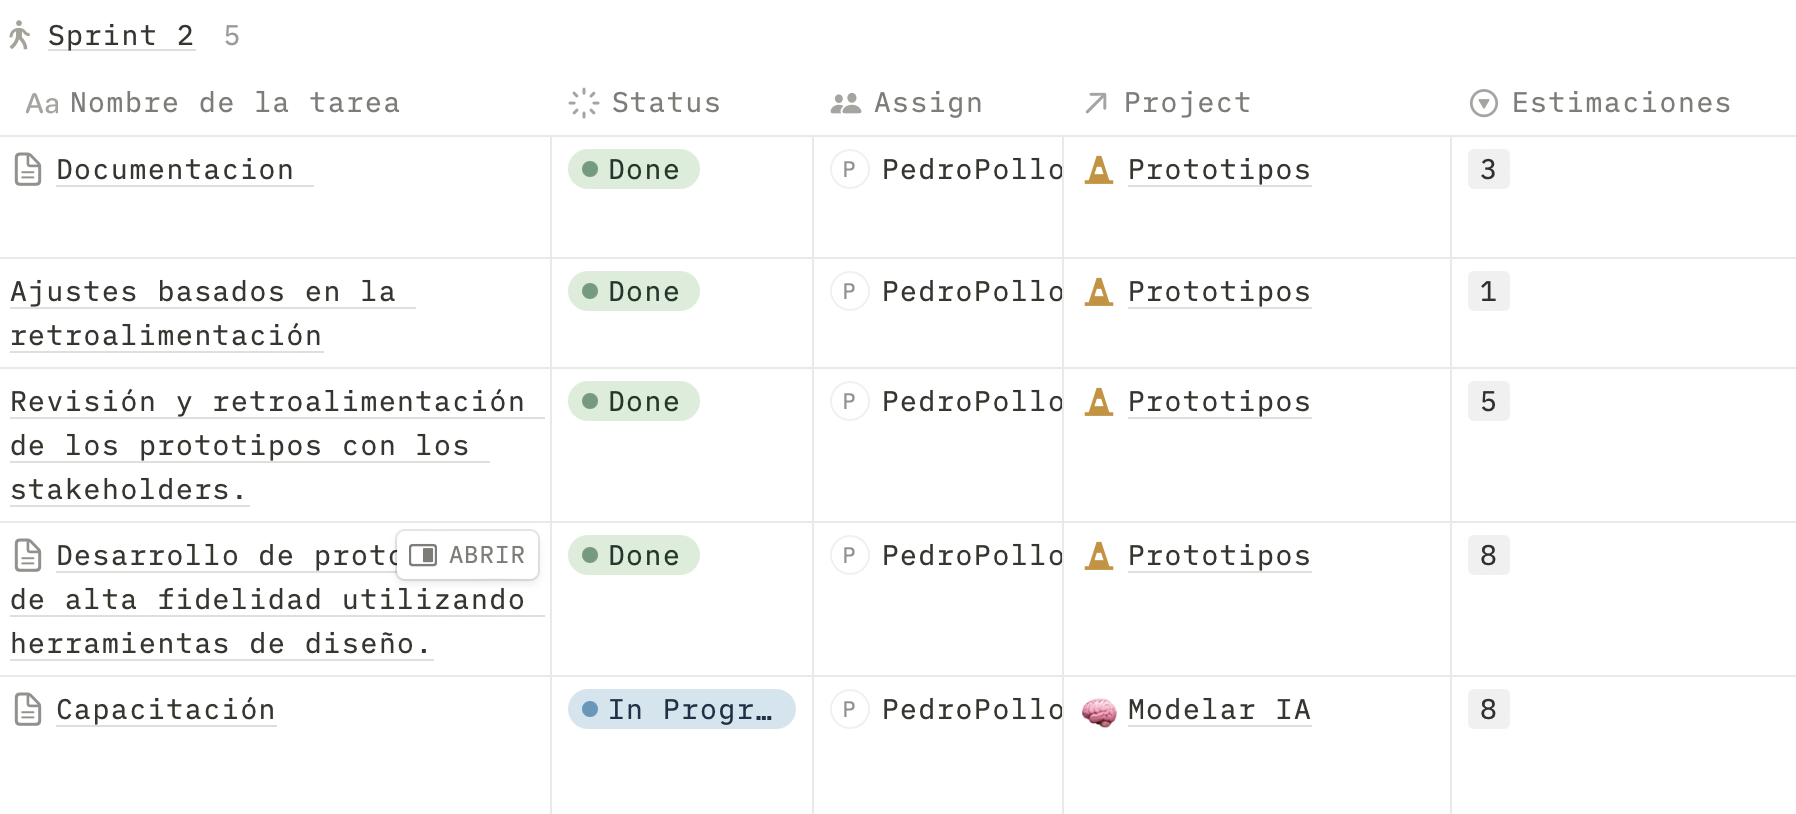 Sprint 2 5
Aa Nombre de la tarea Status Assign Project Estimaciones
Documentacion Done P PedroPollo Prototipos 3
Ajustes basados en la Done P PedroPollo Prototipos 1
retroalimentación
Revisión y retroalimentación Done P PedroPollo Prototipos 5
de los prototipos con los
stakeholders.
Desarrollo de proto ABRIR Done P PedroPollo Prototipos 8
de alta fidelidad utilizando
herramientas de diseño.
Capacitación In Progr… P PedroPollo Modelar IA 8